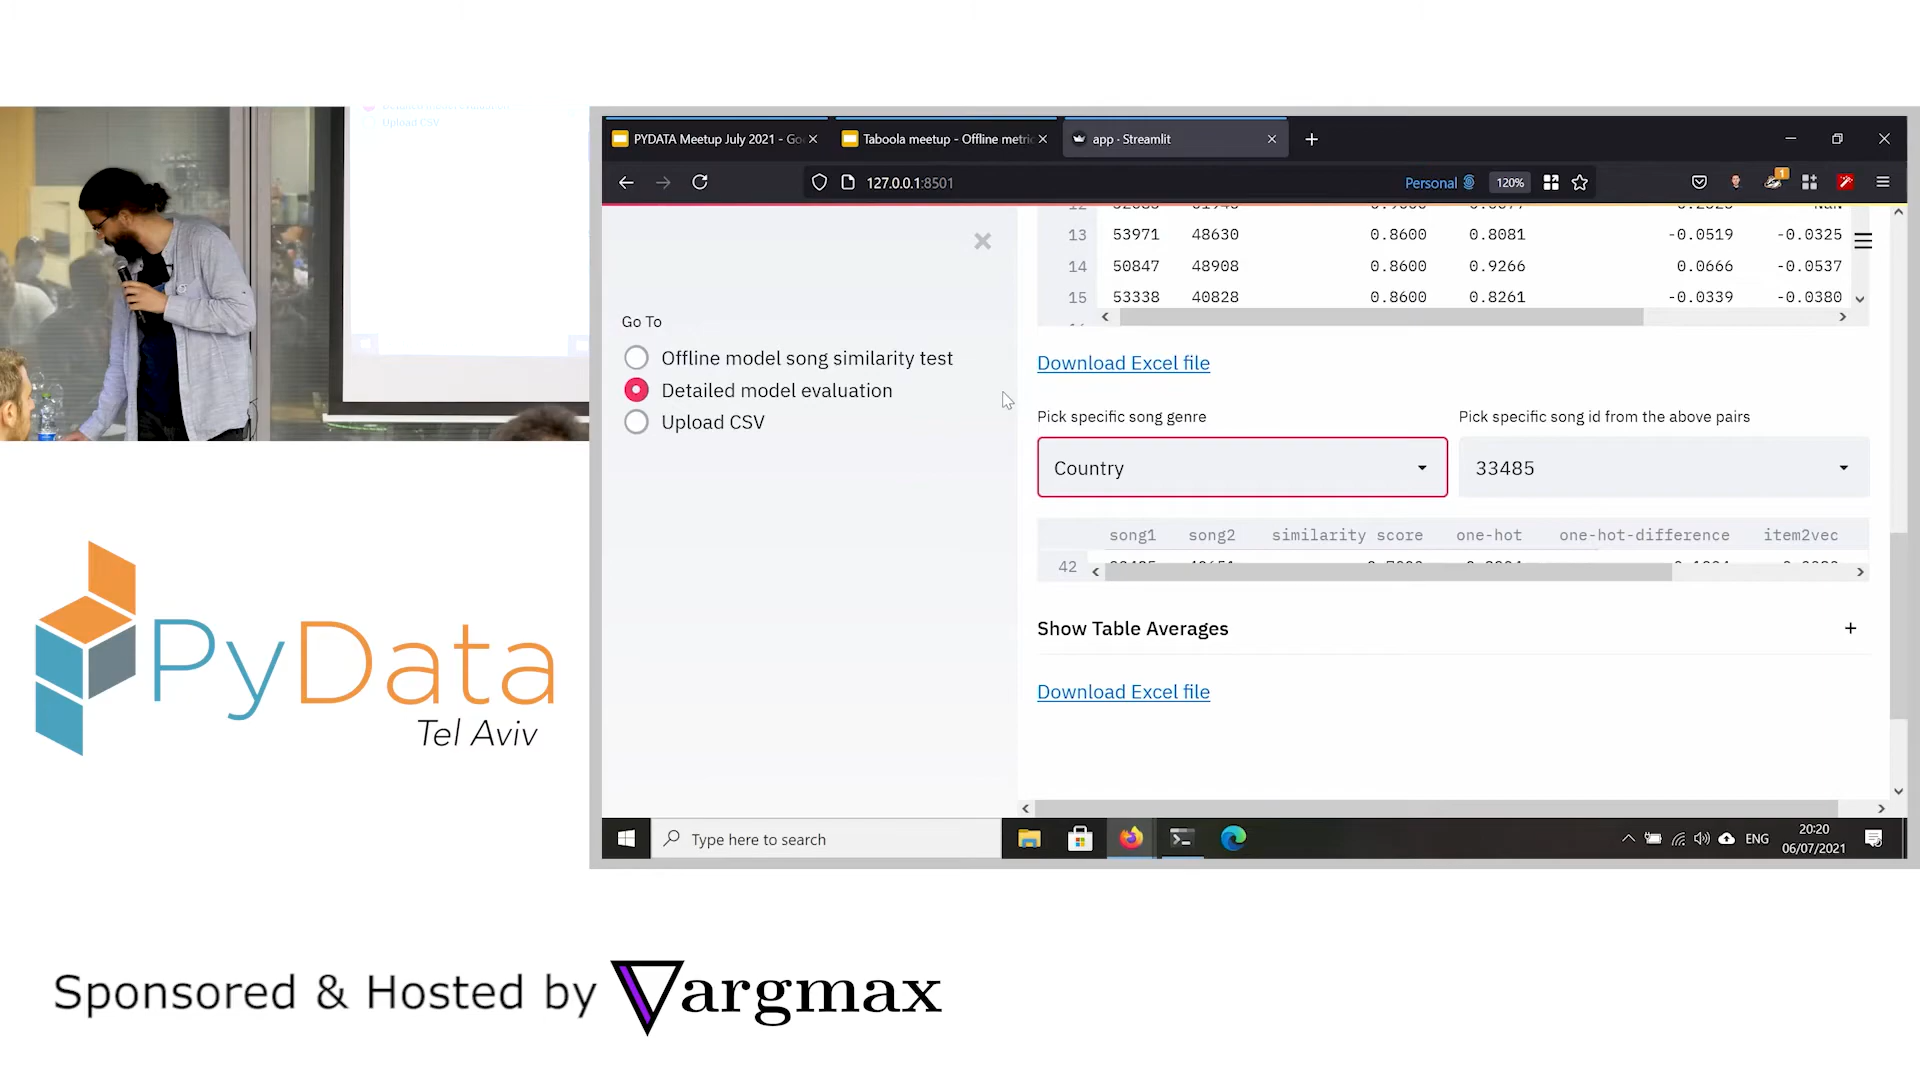 Upload CSV
PYDATA Meetup July 2021 - Go
Taboola meetup - Offline metri
app · Streamlit
127.0.0.1:8501
Personal
120%
1
13 53971 48630 0.8600 0.8081 -0.0519 -0.0325
14 50847 48908 0.8600 0.9266 0.0666 -0.0537
15 53338 40828 0.8600 0.8261 -0.0339 -0.0380
Go To
Offline model song similarity test
Detailed model evaluation
Upload CSV
Download Excel file
Pick specific song genre
Pick specific song id from the above pairs
Country
33485
song1 song2 similarity score one-hot one-hot-difference item2vec
42
Show Table Averages
Download Excel file
Type here to search
ENG
20:20
06/07/2021
PyData
Tel Aviv
Sponsored & Hosted by argmax